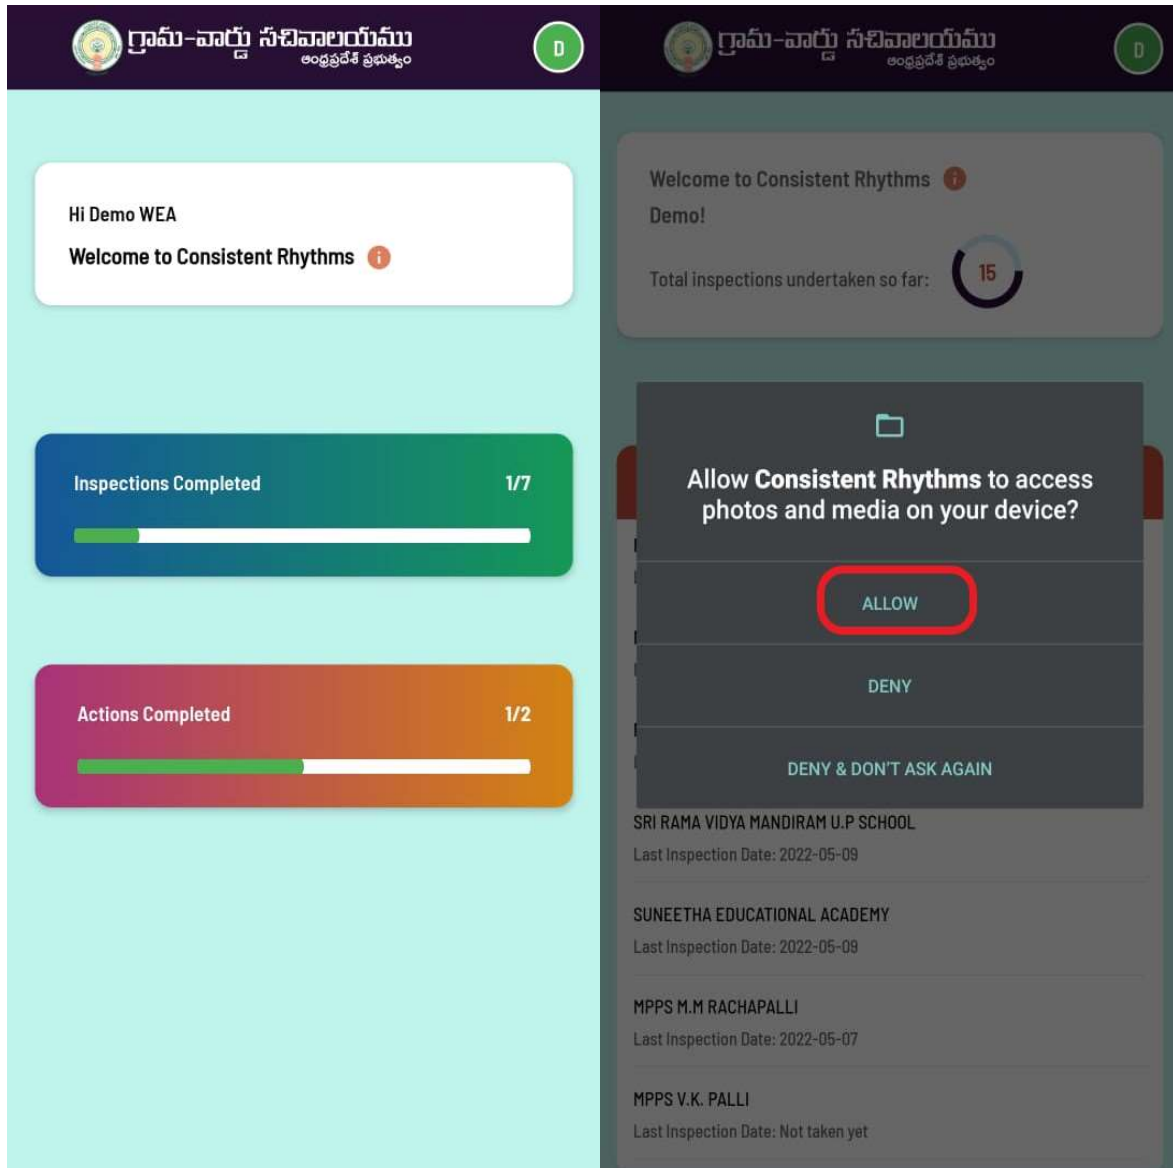 గ్రామ-వార్డు సచివాలయము
ఆంధ్రప్రదేశ్ ప్రభుత్వం
D
Hi Demo WEA
Welcome to Consistent Rhythms
i
Inspections Completed 1/7
Actions Completed 1/2
గ్రామ-వార్డు సచివాలయము
ఆంధ్రప్రదేశ్ ప్రభుత్వం
D
Welcome to Consistent Rhythms
i
Demo!
Total inspections undertaken so far: 15
Allow Consistent Rhythms to access
photos and media on your device?
ALLOW
DENY
DENY & DON'T ASK AGAIN
SRI RAMA VIDYA MANDIRAM U.P SCHOOL
Last Inspection Date: 2022-05-09
SUNEETHA EDUCATIONAL ACADEMY
Last Inspection Date: 2022-05-09
MPPS M.M RACHAPALLI
Last Inspection Date: 2022-05-07
MPPS V.K. PALLI
Last Inspection Date: Not taken yet